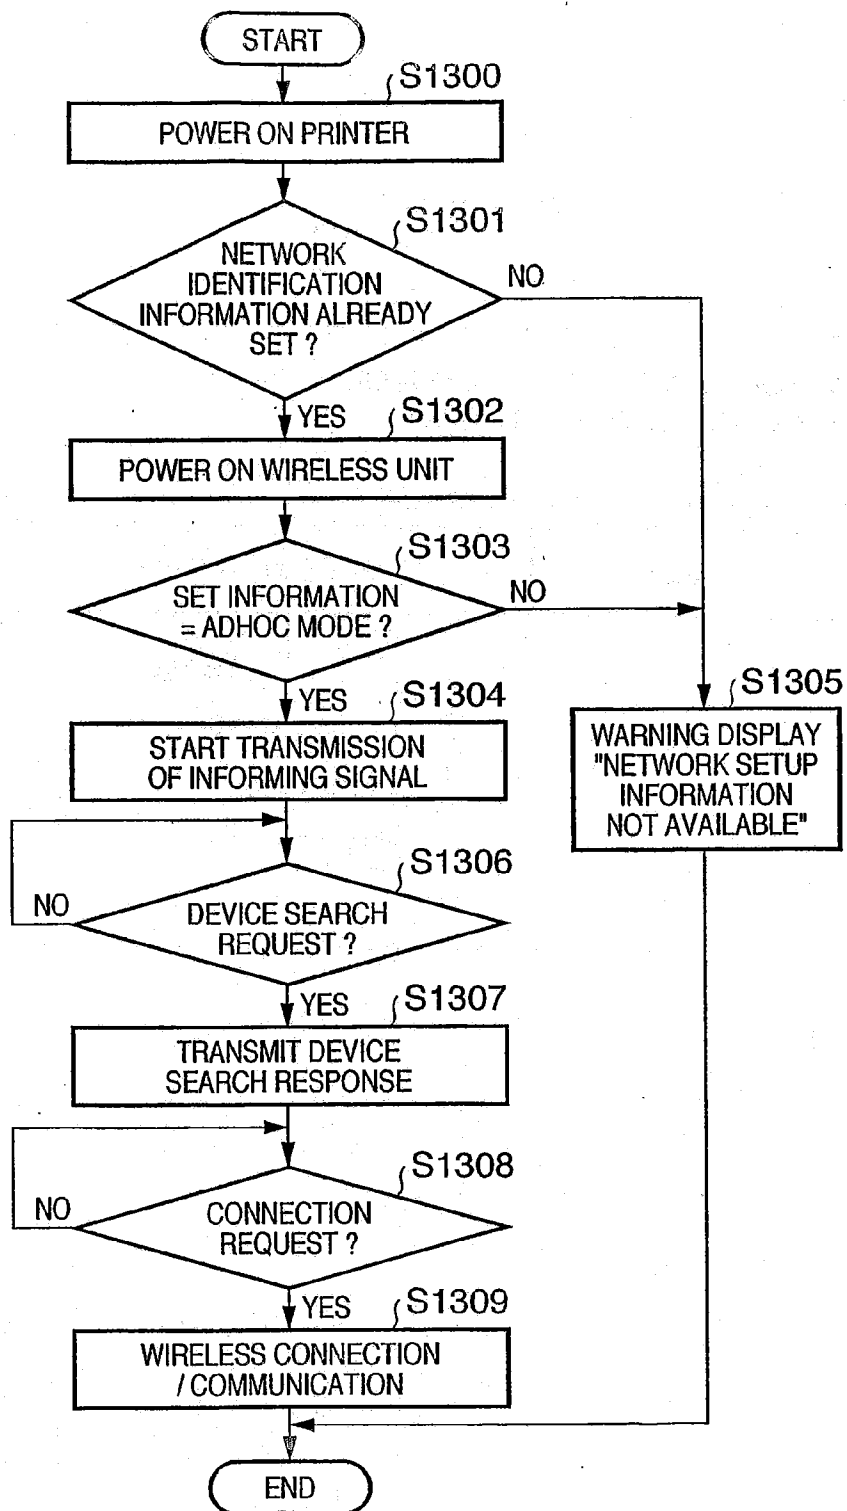 START
S1300
POWER ON PRINTER
S1301
NETWORK
IDENTIFICATION
INFORMATION ALREADY
SET ?
NO
YES
S1302
POWER ON WIRELESS UNIT
S1303
SET INFORMATION
= ADHOC MODE ?
NO
YES
S1304
START TRANSMISSION
OF INFORMING SIGNAL
S1305
WARNING DISPLAY
"NETWORK SETUP
INFORMATION
NOT AVAILABLE"
S1306
DEVICE SEARCH
REQUEST ?
NO
YES
S1307
TRANSMIT DEVICE
SEARCH RESPONSE
S1308
CONNECTION
REQUEST ?
NO
YES
S1309
WIRELESS CONNECTION
/ COMMUNICATION
END